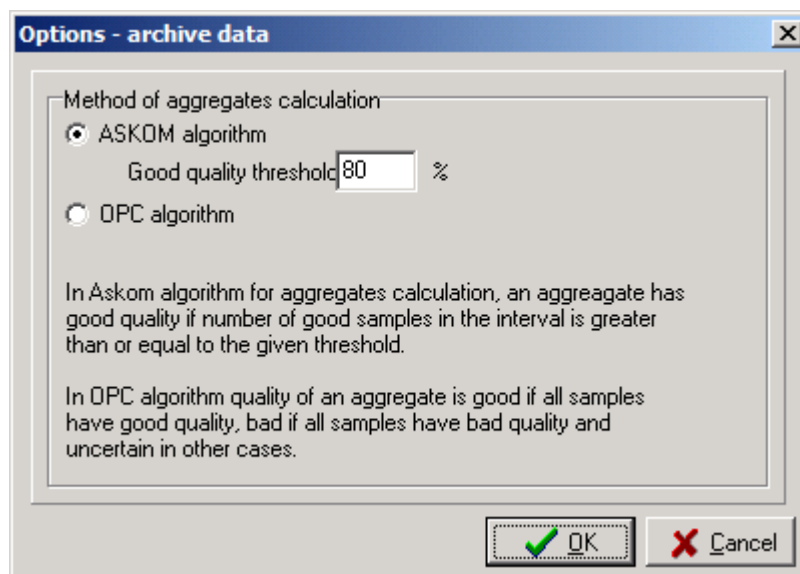 Options - archive data
Method of aggregates calculation
ASKOM algorithm
Good quality threshold 80 %
OPC algorithm
In Askom algorithm for aggregates calculation, an aggreagate has
good quality if number of good samples in the interval is greater
than or equal to the given threshold.
In OPC algorithm quality of an aggregate is good if all samples
have good quality, bad if all samples have bad quality and
uncertain in other cases.
OK Cancel